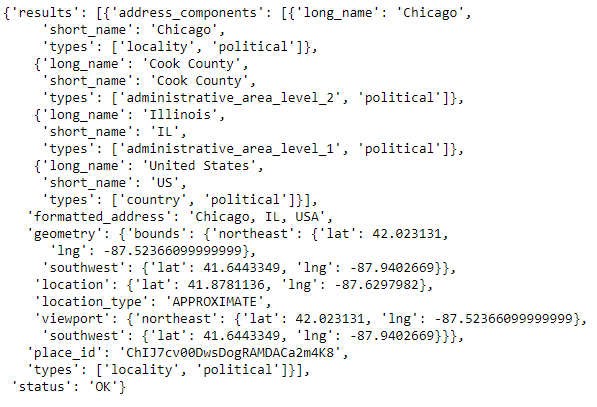 {'results': [{'address_components': [{'long_name': 'Chicago',
'short_name': 'Chicago',
'types': ['locality', 'political']},
{'long_name': 'Cook County',
'short_name': 'Cook County',
'types': ['administrative_area_level_2', 'political']},
{'long_name': 'Illinois',
'short_name': 'IL',
'types': ['administrative_area_level_1', 'political']},
{'long_name': 'United States',
'short_name': 'US',
'types': ['country', 'political']}],
'formatted_address': 'Chicago, IL, USA',
'geometry': {'bounds': {'northeast': {'lat': 42.023131,
'lng': -87.52366099999999},
'southwest': {'lat': 41.6443349, 'lng': -87.9402669}},
'location': {'lat': 41.8781136, 'lng': -87.6297982},
'location_type': 'APPROXIMATE',
'viewport': {'northeast': {'lat': 42.023131, 'lng': -87.52366099999999},
'southwest': {'lat': 41.6443349, 'lng': -87.9402669}}},
'place_id': 'ChIJ7cv00DwsDogRAMDACa2m4K8',
'types': ['locality', 'political']}],
'status': 'OK'}